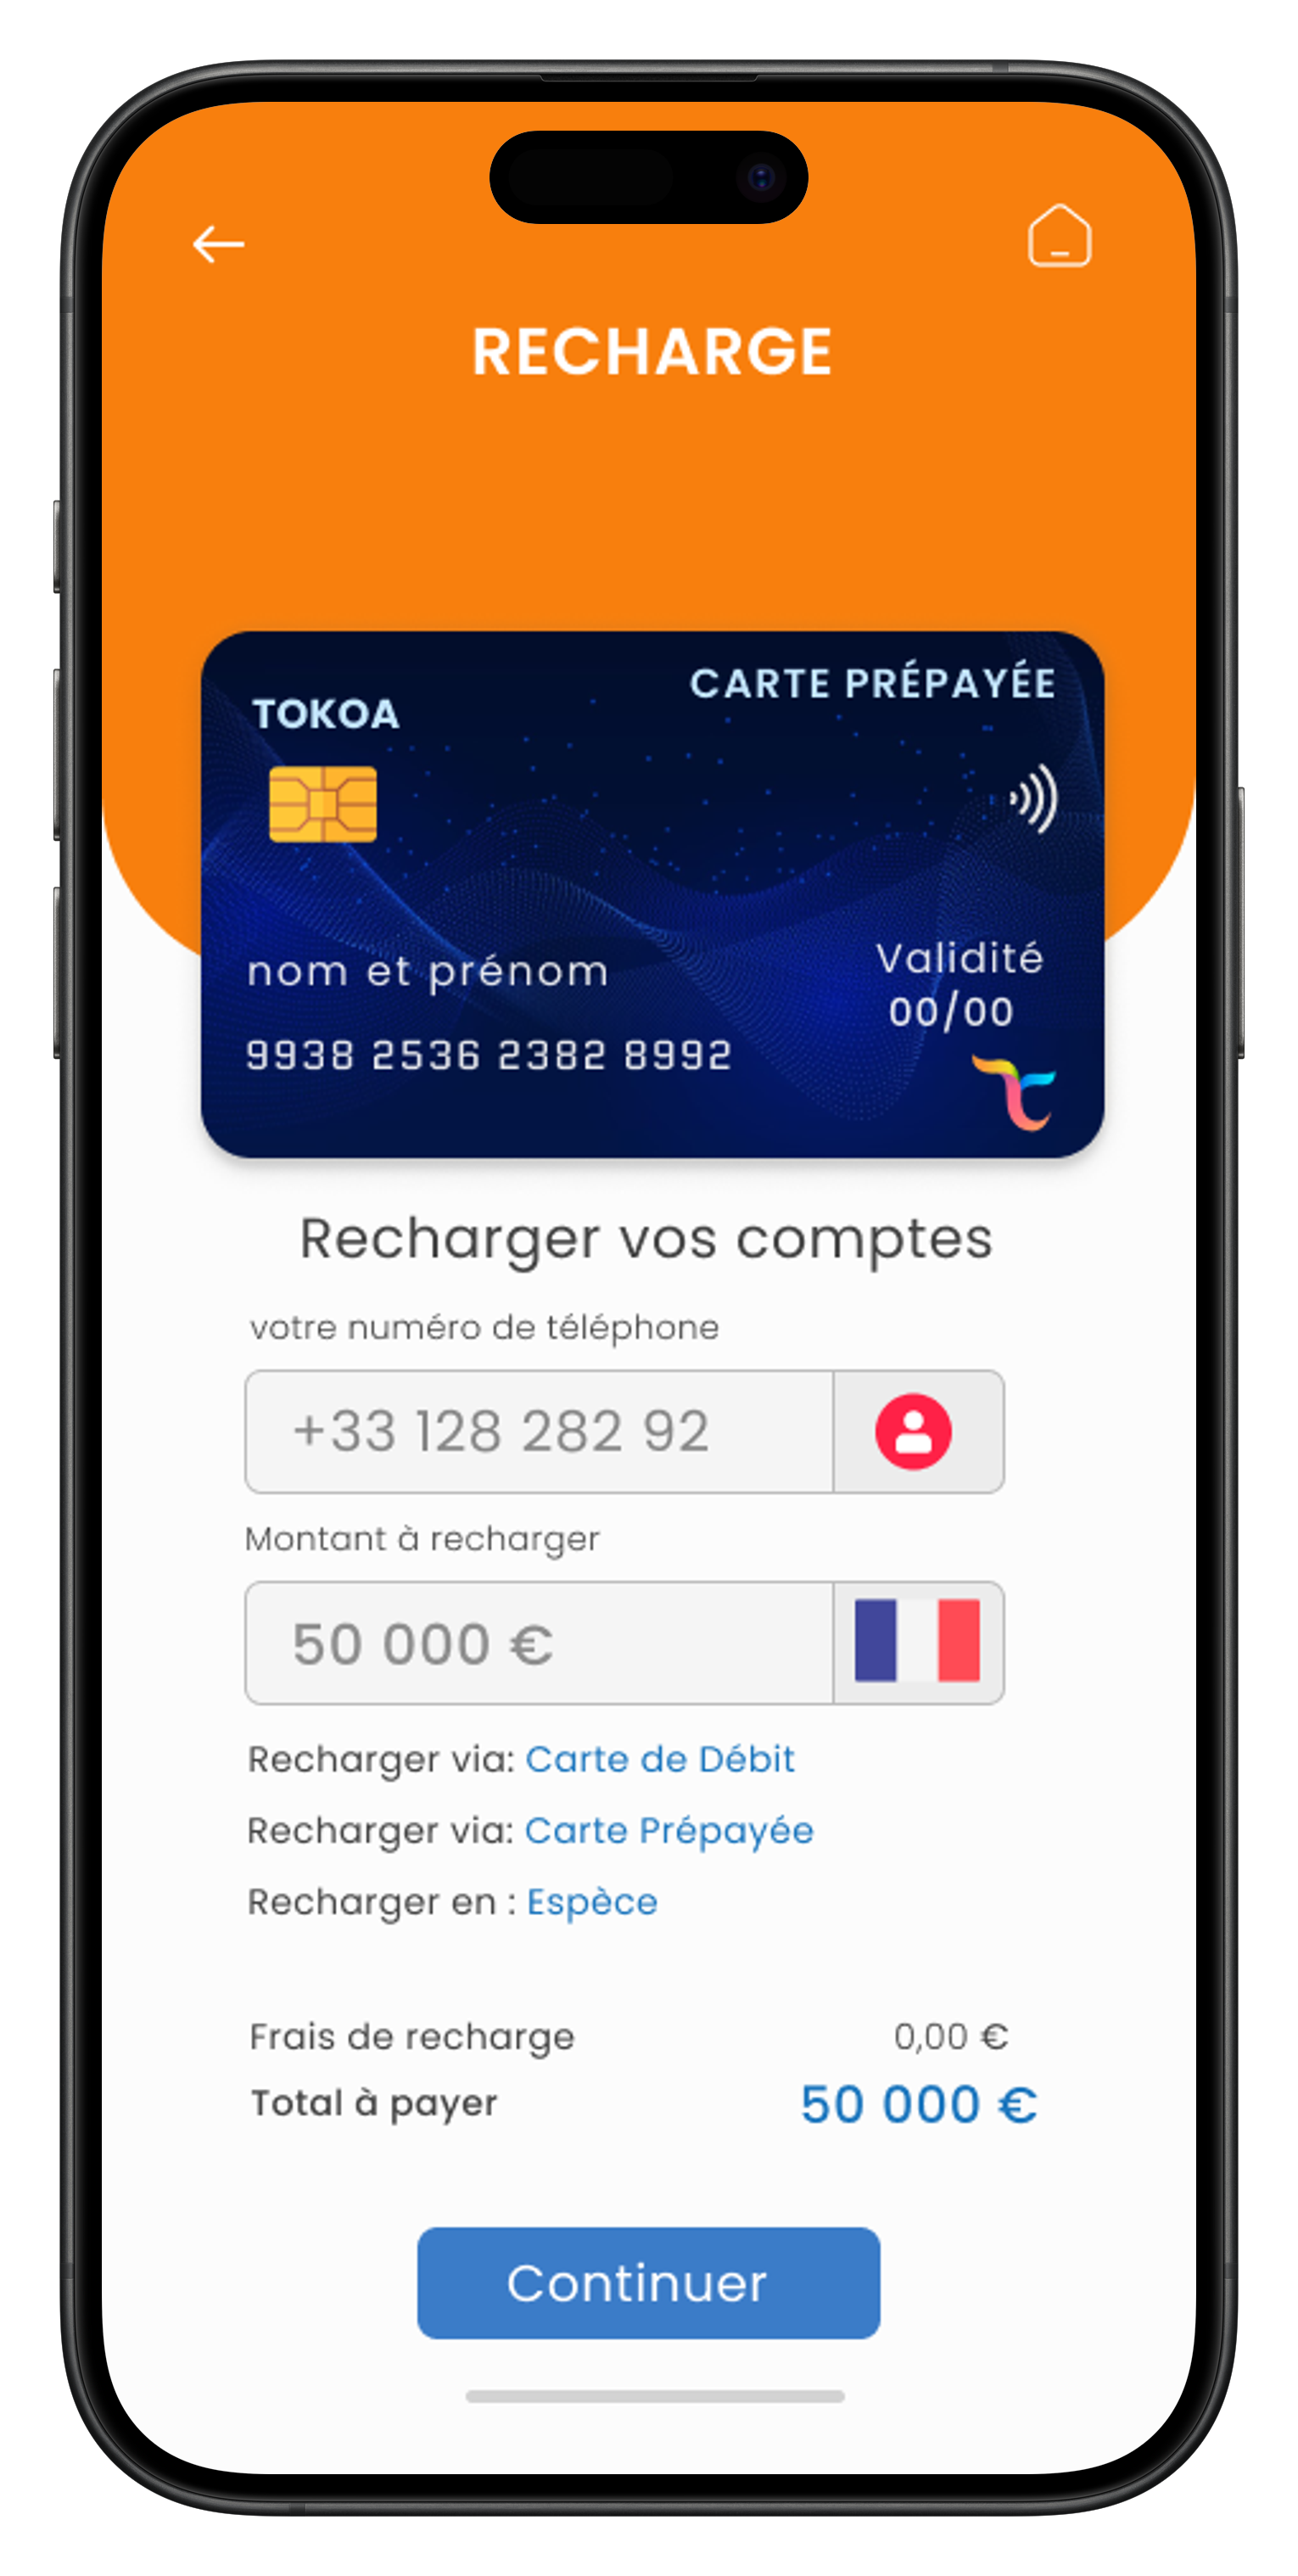 RECHARGE
CARTE PRÉPAYÉE
TOKOA
nom et prénom
Validité
00/00
9938 2536 2382 8992
Recharger vos comptes
votre numéro de téléphone
+33 128 282 92
Montant à recharger
50 000 €
Recharger via: Carte de Débit
Recharger via: Carte Prépayée
Recharger en : Espèce
Frais de recharge 0,00 €
Total à payer 50 000 €
Continuer